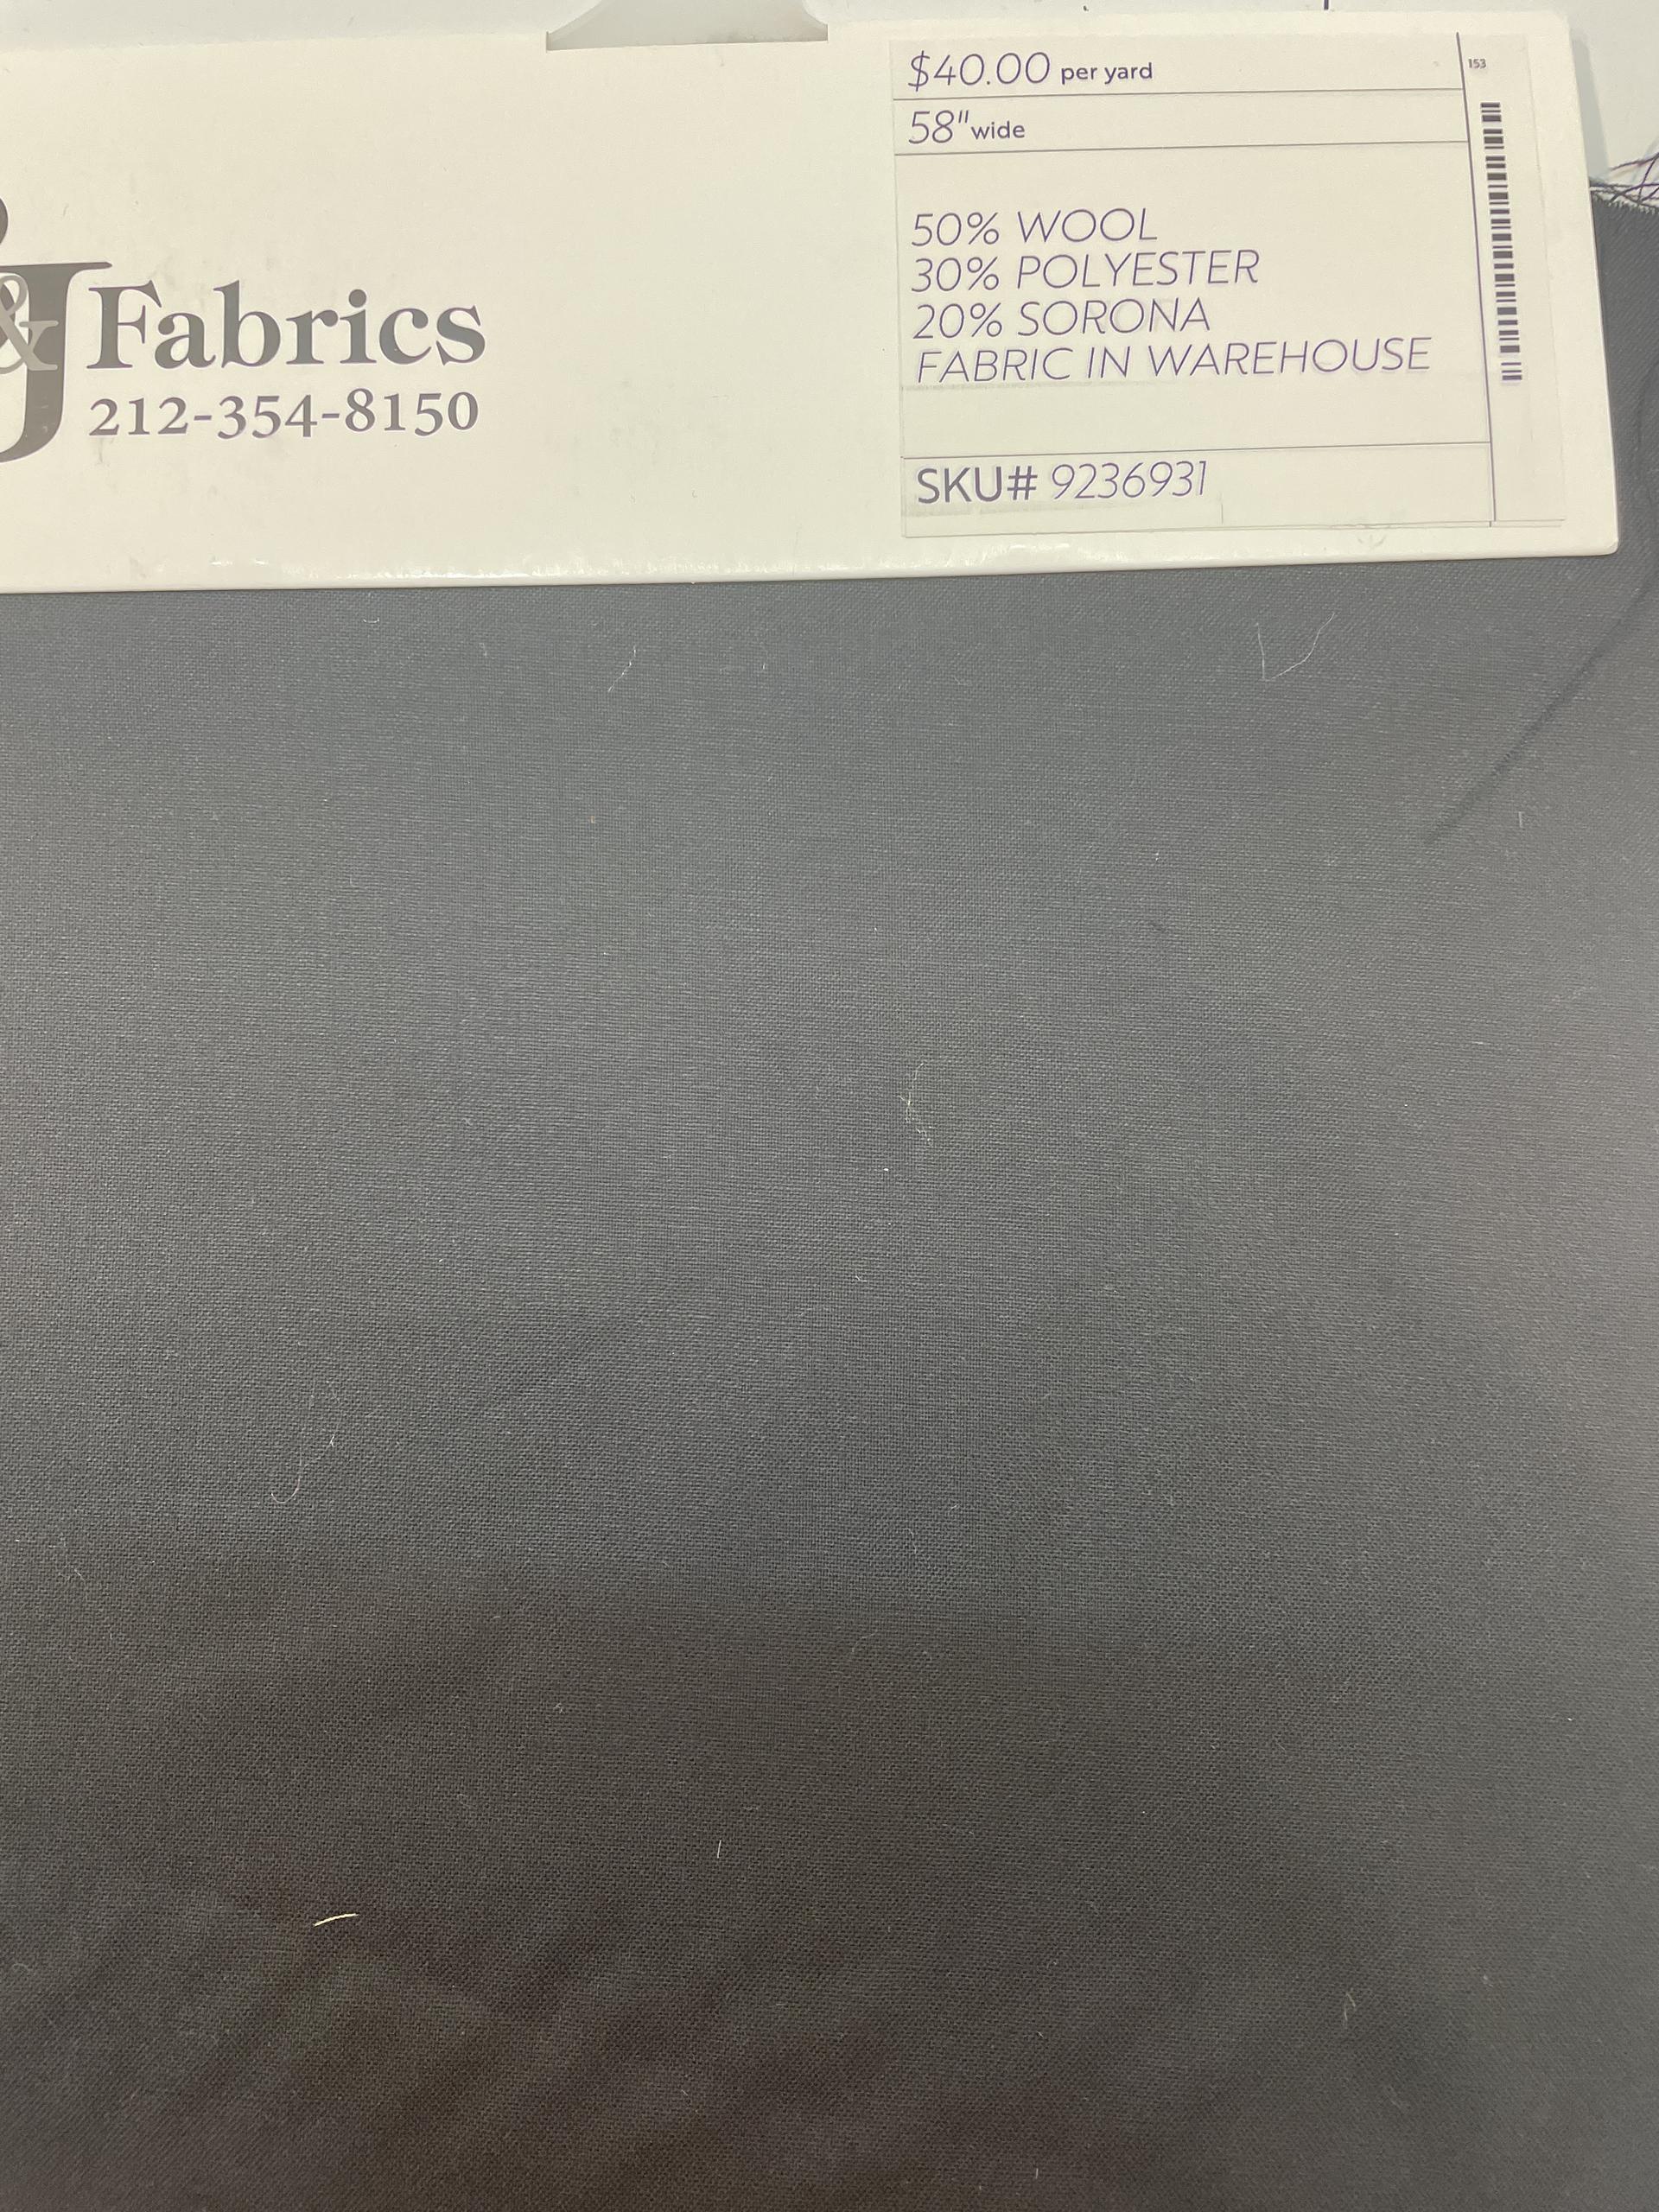 &J Fabrics
212-354-8150
$40.00 per yard
58" wide
50% WOOL
30% POLYESTER
20% SORONA
FABRIC IN WAREHOUSE
SKU# 9236931
153